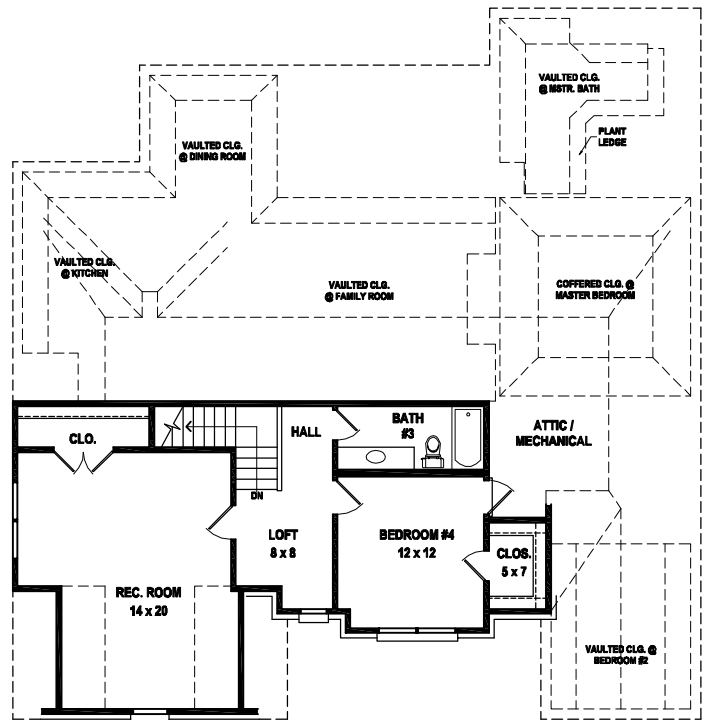 VAULTED CLG.
@ MSTR. BATH
PLANT
LEDGE
VAULTED CLG.
@ DINING ROOM
VAULTED CLG.
@ KITCHEN
VAULTED CLG.
@ FAMILY ROOM
COFFERED CLG. @
MASTER BEDROOM
CLO.
HALL
BATH
#3
ATTIC /
MECHANICAL
DN
LOFT
8 x 8
BEDROOM #4
12 x 12
CLOS.
5 x 7
REC. ROOM
14 x 20
VAULTED CLG. @
BEDROOM #2